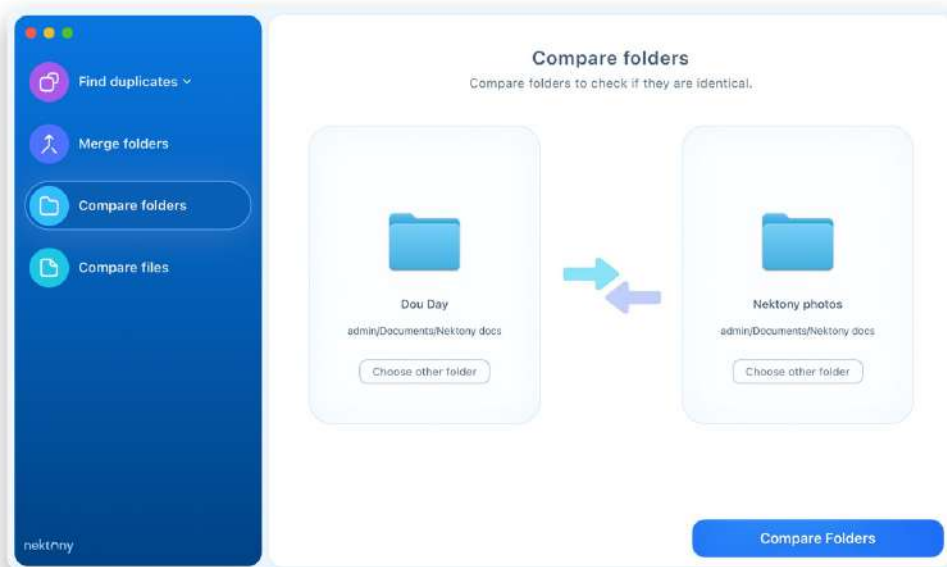 Find duplicates
Merge folders
Compare folders
Compare files
nektony
Compare folders
Compare folders to check if they are identical.
Dou Day
admin/Documents/Nektony docs
Choose other folder
Nektony photos
admin/Documents/Nektony docs
Choose other folder
Compare Folders